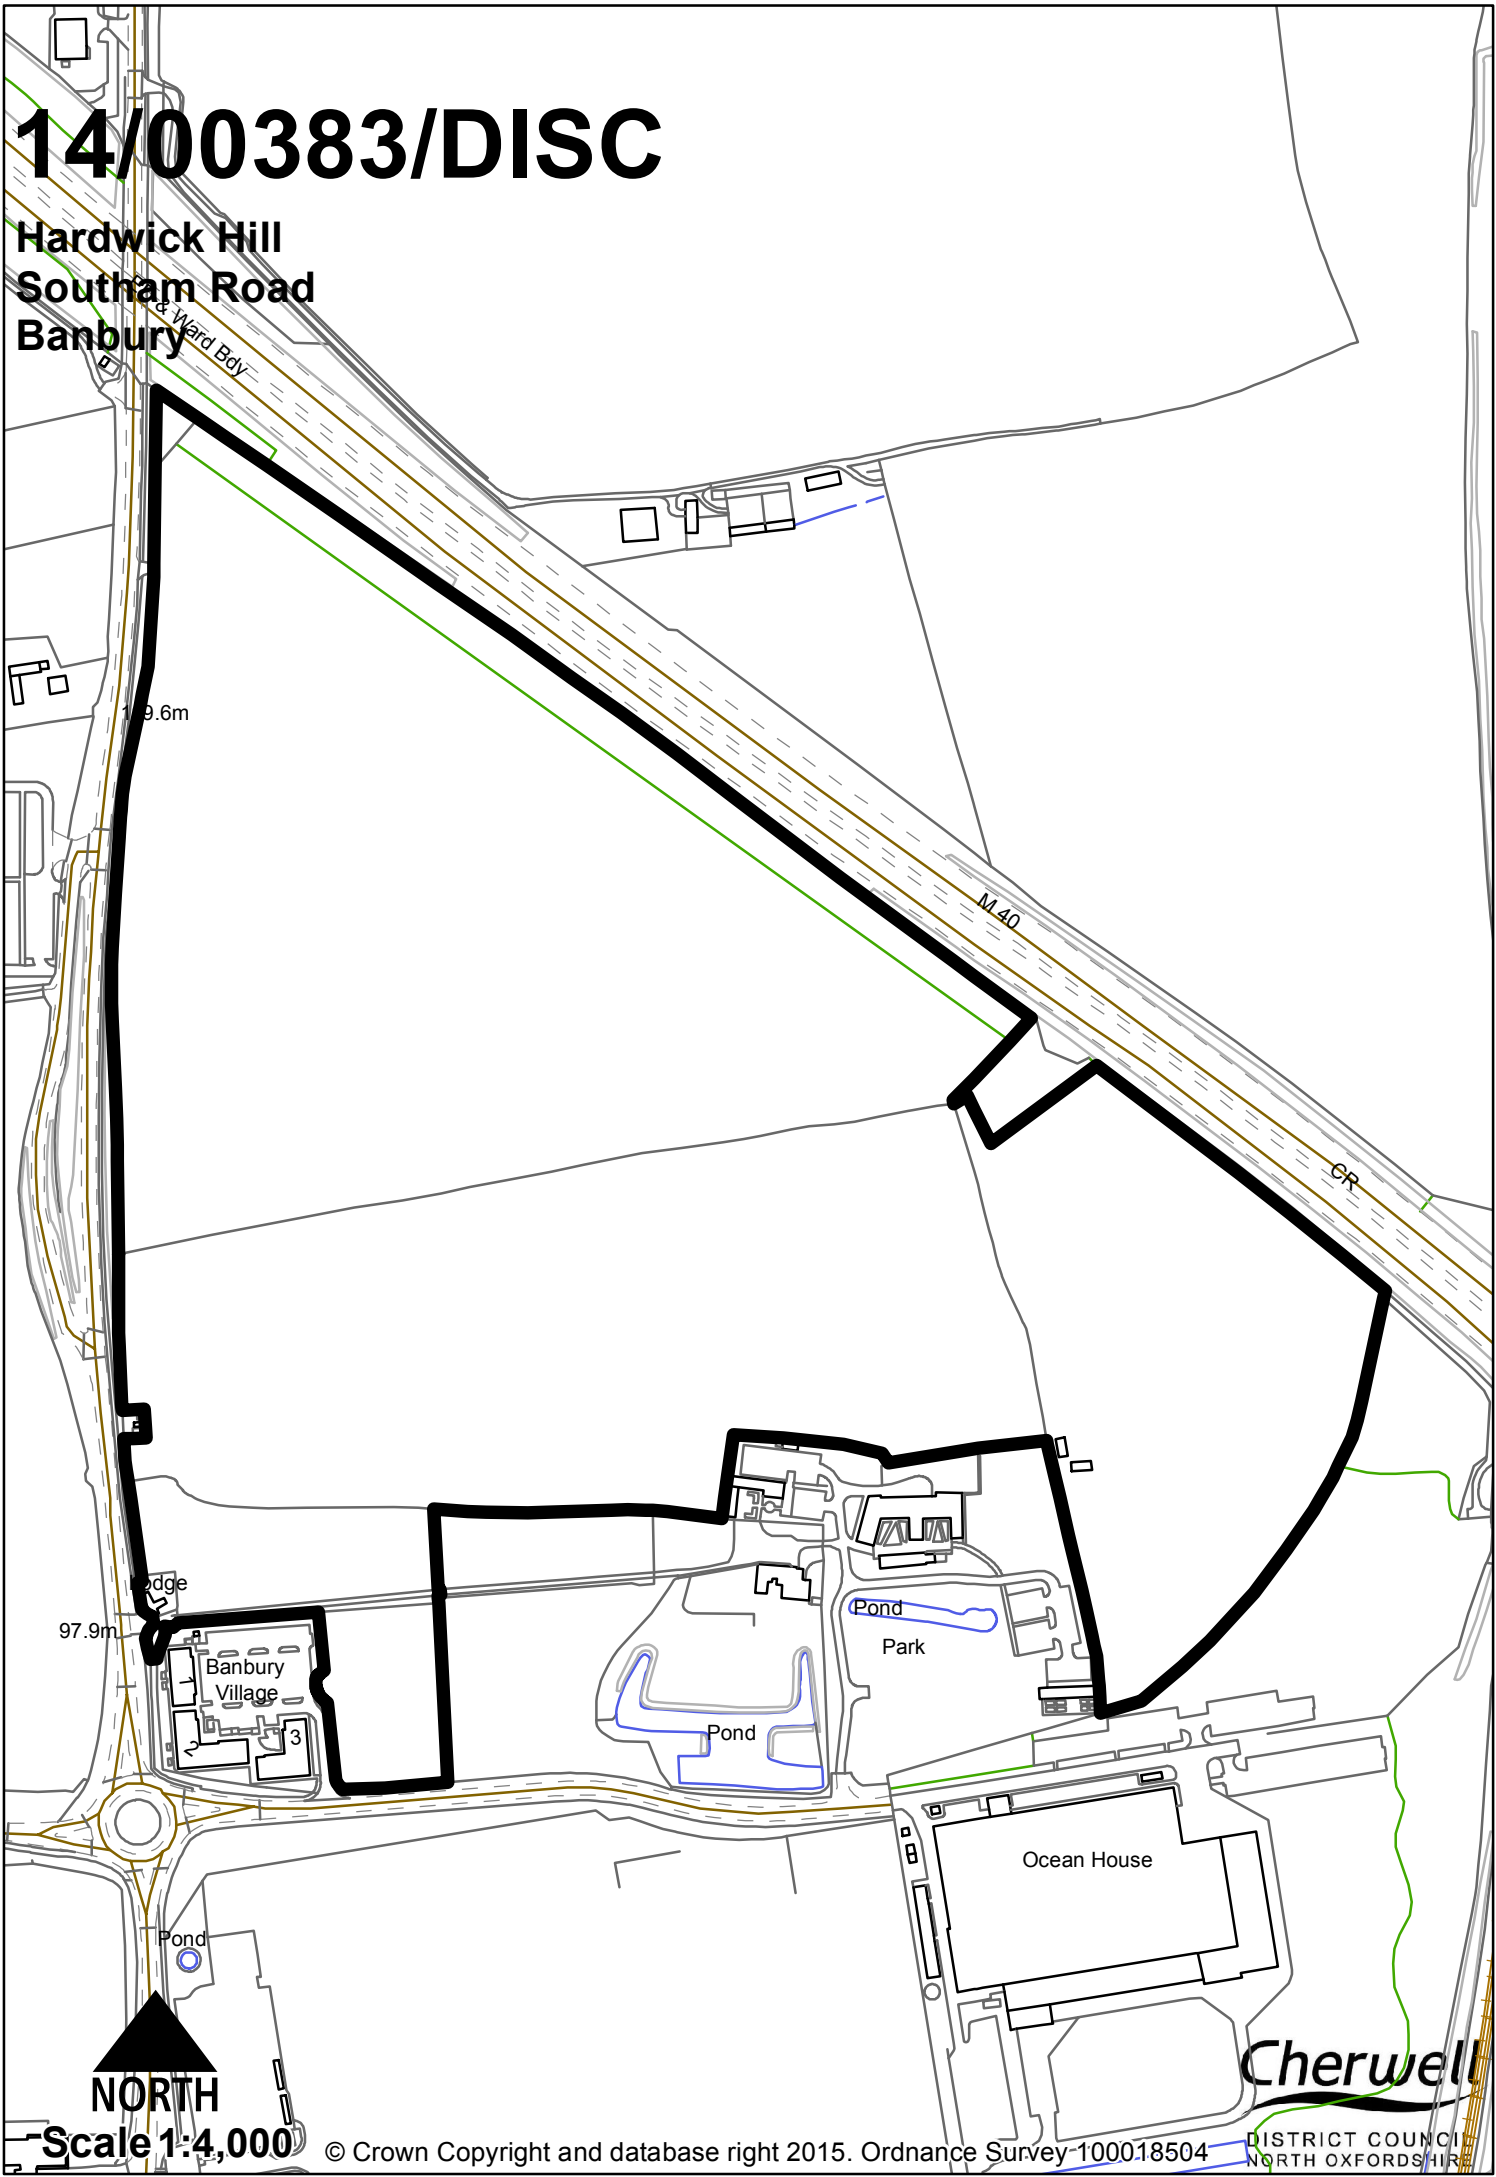 14/00383/DISC
Hardwick Hill
Southam Road
Banbury
& Ward Bdy
M 40
CR
Lodge
97.9m
Banbury
Village
1
2
3
Pond
Park
Pond
Ocean House
Pond
NORTH
Scale 1:4,000
© Crown Copyright and database right 2015. Ordnance Survey 100018504
Cherwell
DISTRICT COUNCIL
NORTH OXFORDSHIRE